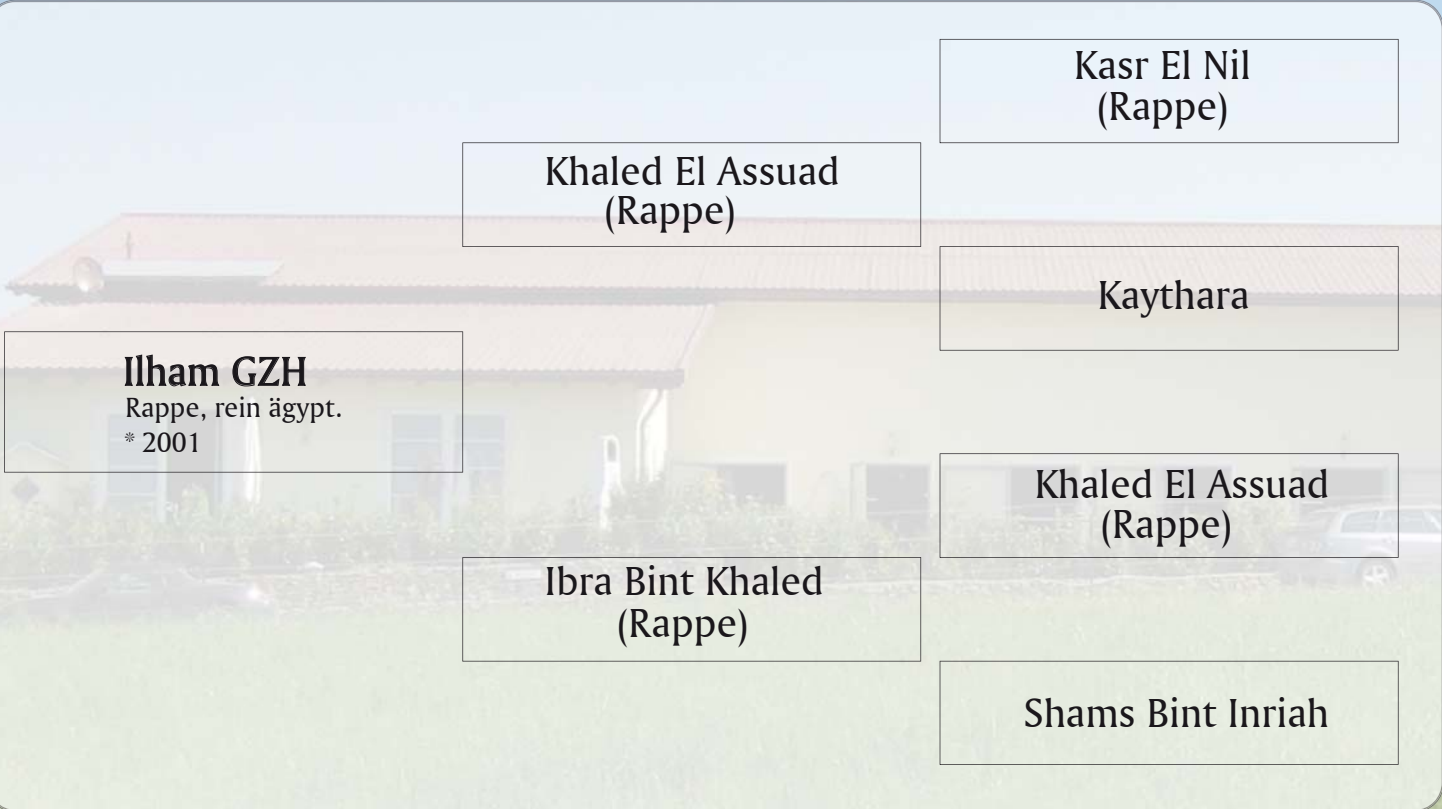 Kasr El Nil
(Rappe)
Khaled El Assuad
(Rappe)
Kaythara
Ilham GZH
Rappe, rein ägypt.
* 2001
Khaled El Assuad
(Rappe)
Ibra Bint Khaled
(Rappe)
Shams Bint Inriah